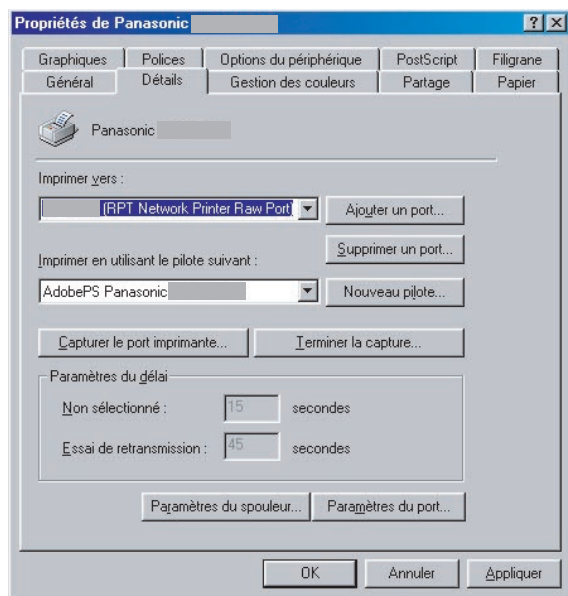 Propriétés de Panasonic
Graphiques Polices Options du périphérique PostScript Filigrane
Général Détails Gestion des couleurs Partage Papier
Panasonic
Imprimer vers :
(RPT Network Printer Raw Port)
Ajouter un port...
Supprimer un port...
Imprimer en utilisant le pilote suivant :
AdobePS Panasonic
Nouveau pilote...
Capturer le port imprimante... Terminer la capture...
Paramètres du délai
Non sélectionné : 15 secondes
Essai de retransmission : 45 secondes
Paramètres du spouleur... Paramètres du port...
OK Annuler Appliquer